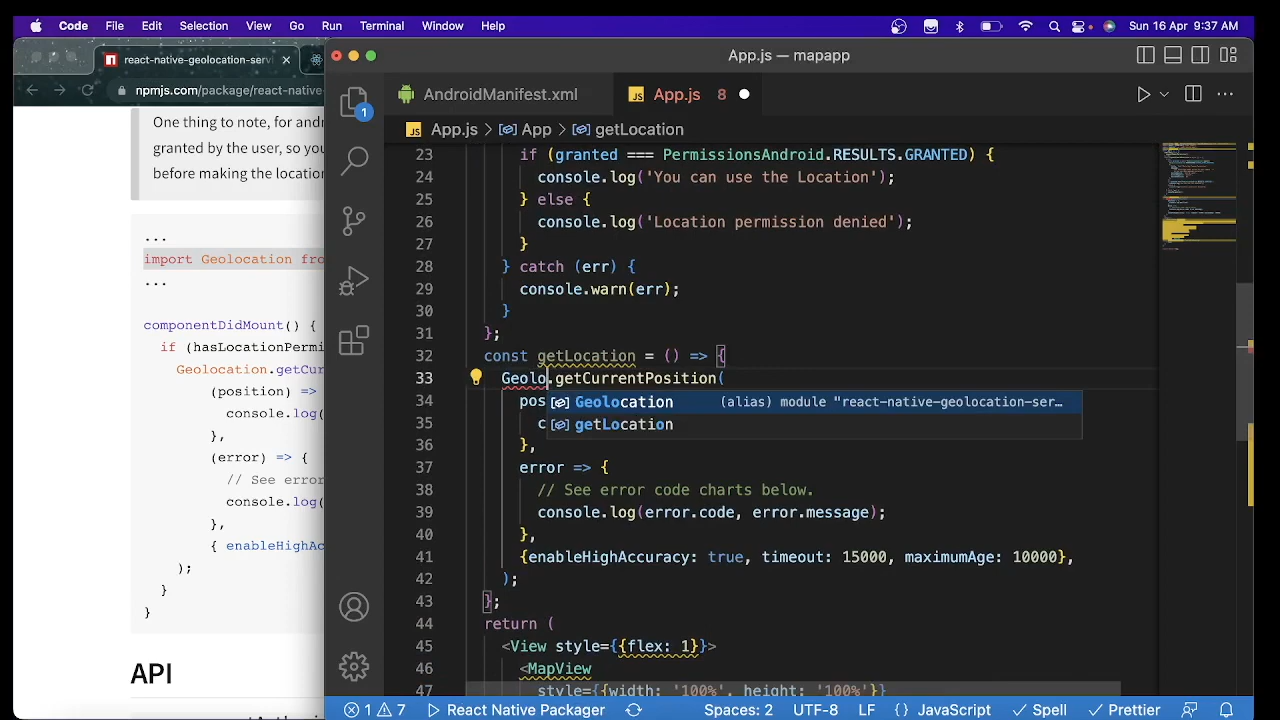 Code File Edit Selection View Go Run Terminal Window Help
Sun 16 Apr 9:37 AM
react-native-geolocation-servi
npmjs.com/package/react-native-
One thing to note, for andr
granted by the user, so you
before making the location
...
import Geolocation fro
...
componentDidMount() {
if (hasLocationPermi
Geolocation.getCur
(position) =>
console.log(
},
(error) => {
// See error
console.log(
},
{ enableHighAc
);
}
}
API
App.js — mapapp
AndroidManifest.xml
App.js 8
App.js > App > getLocation
1
23 if (granted === PermissionsAndroid.RESULTS.GRANTED) {
24 console.log('You can use the Location');
25 } else {
26 console.log('Location permission denied');
27 }
28 } catch (err) {
29 console.warn(err);
30 }
31 };
32 const getLocation = () => {
33 Geolo.getCurrentPosition(
34 pos
Geolocation (alias) module "react-native-geolocation-ser…
35 c
getLocation
36 },
37 error => {
38 // See error code charts below.
39 console.log(error.code, error.message);
40 },
41 {enableHighAccuracy: true, timeout: 15000, maximumAge: 10000},
42 );
43 };
44 return (
45 <View style={{flex: 1}}>
46 <MapView
47 style={{width: '100%', height: '100%'}}
1 7 React Native Packager Spaces: 2 UTF-8 LF {} JavaScript Spell Prettier